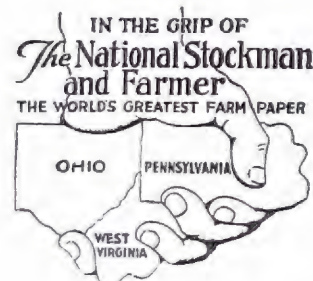 IN THE GRIP OF
The National Stockman
and Farmer
THE WORLD'S GREATEST FARM PAPER
OHIO
PENNSYLVANIA
WEST
VIRGINIA